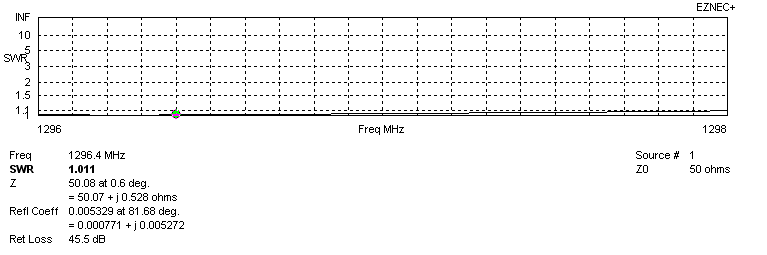 EZNEC+
INF
10
5
SWR
3
2
1.5
1.1
1
1296 Freq MHz 1298
Freq 1296.4 MHz Source # 1
SWR 1.011 Z0 50 ohms
Z 50.08 at 0.6 deg.
= 50.07 + j 0.528 ohms
Refl Coeff 0.005329 at 81.68 deg.
= 0.000771 + j 0.005272
Ret Loss 45.5 dB